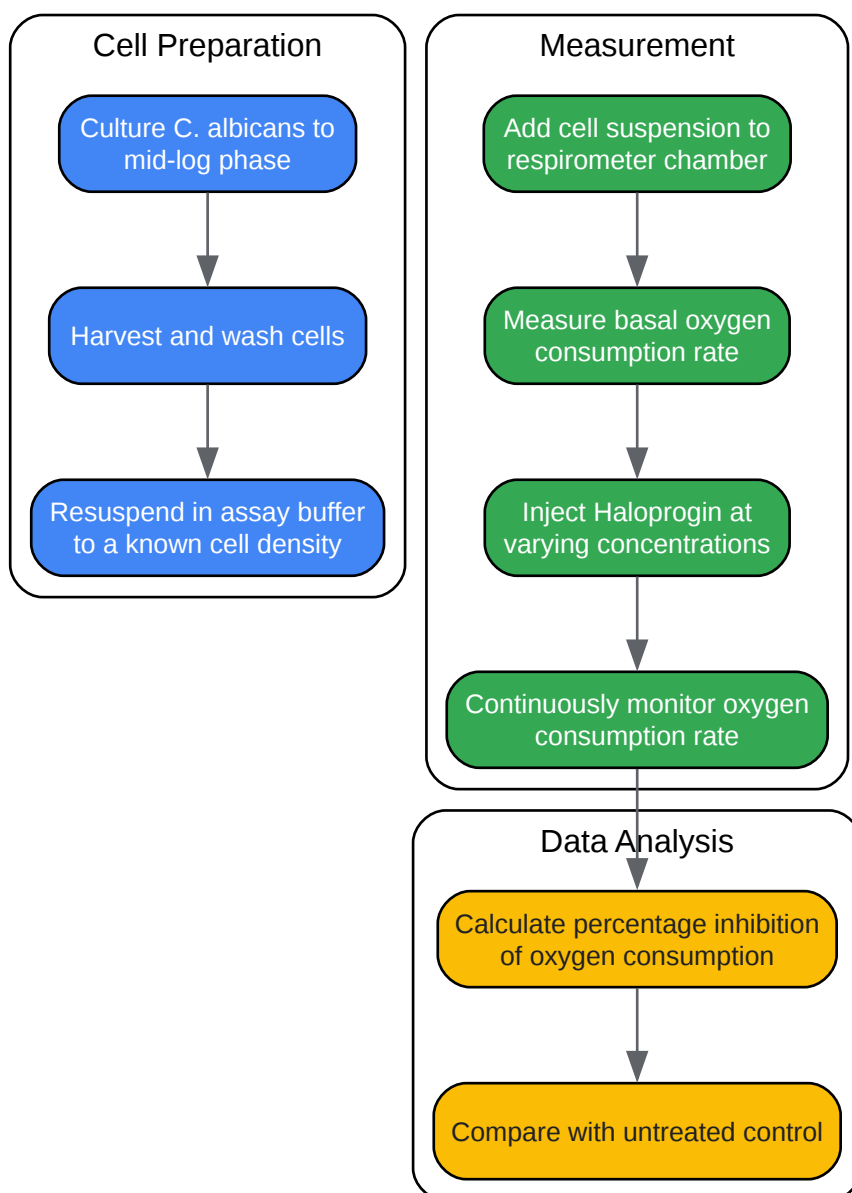 Cell Preparation
Culture C. albicans to
mid-log phase
Harvest and wash cells
Resuspend in assay buffer
to a known cell density
Measurement
Add cell suspension to
respirometer chamber
Measure basal oxygen
consumption rate
Inject Haloprogin at
varying concentrations
Continuously monitor oxygen
consumption rate
Data Analysis
Calculate percentage inhibition
of oxygen consumption
Compare with untreated control